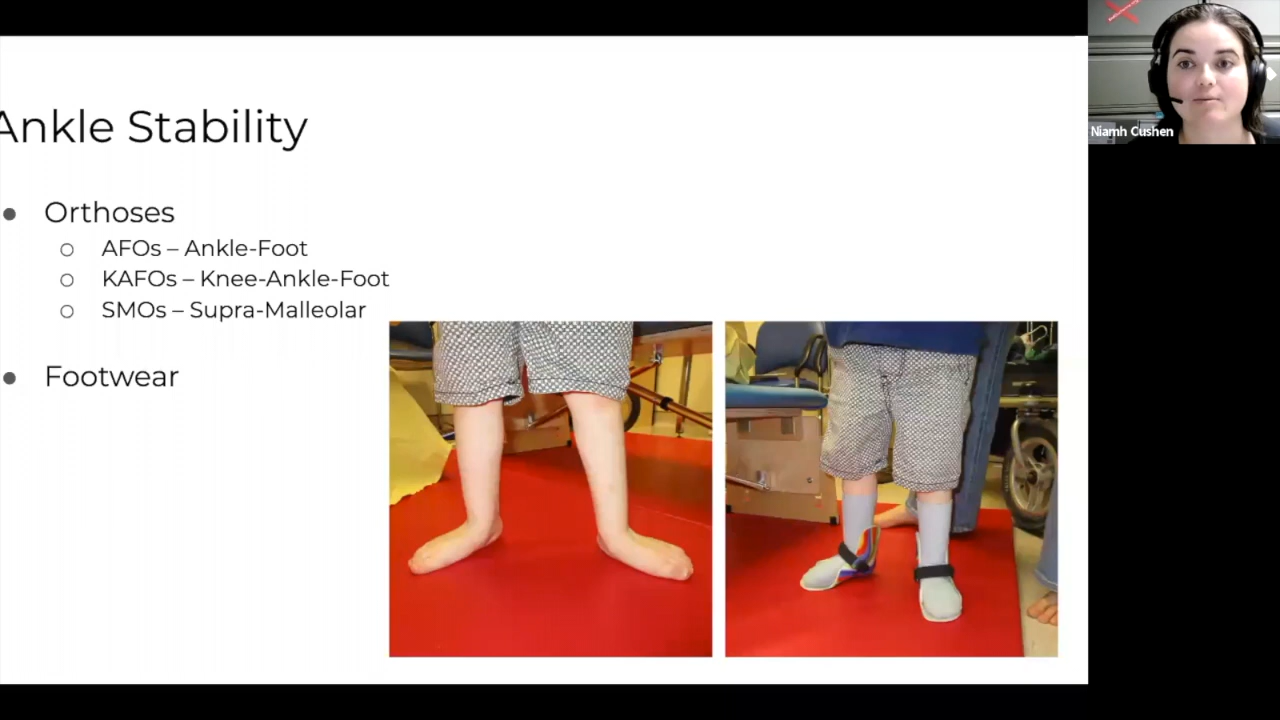 Ankle Stability
● Orthoses
○ AFOs – Ankle-Foot
○ KAFOs – Knee-Ankle-Foot
○ SMOs – Supra-Malleolar
● Footwear
Niamh Cushen